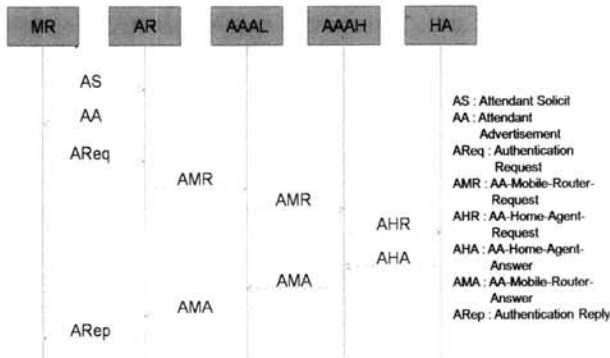 MR AR AAAL AAAH HA
AS
AA
AReq
AMR
AMR
AHR
AHA
AMA
AMA
ARep
AS : Attendant Solicit
AA : Attendant
Advertisement
AReq : Authentication
Request
AMR : AA-Mobile-Router-
Request
AHR : AA-Home-Agent-
Request
AHA : AA-Home-Agent-
Answer
AMA : AA-Mobile-Router-
Answer
ARep : Authentication Reply